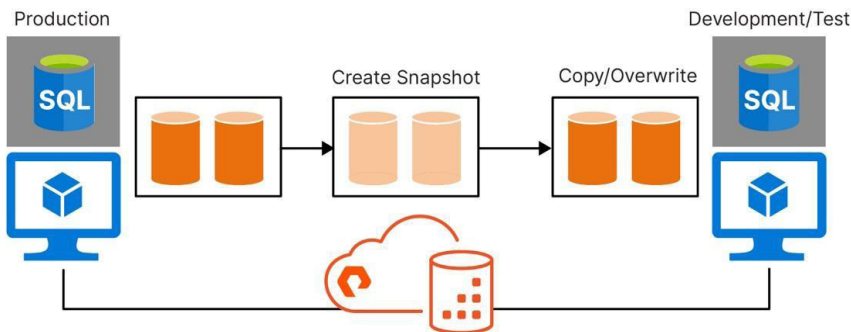 Production
Development/Test
SQL
Create Snapshot
Copy/Overwrite
SQL